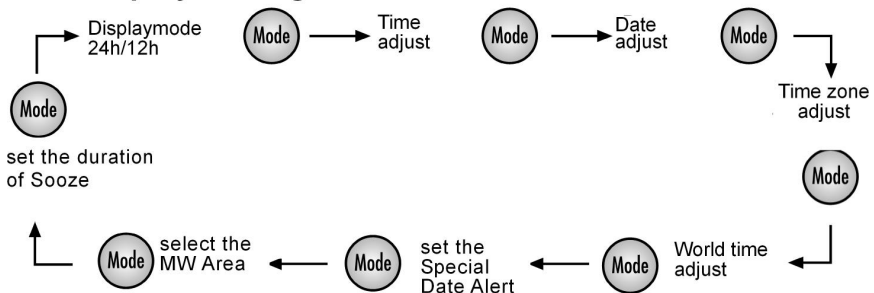 Displaymode
24h/12h
Mode
Time
adjust
Mode
Date
adjust
Mode
Time zone
adjust
Mode
World time
adjust
Mode
set the
Special
Date Alert
Mode
select the
MW Area
Mode
set the duration
of Sooze
Mode